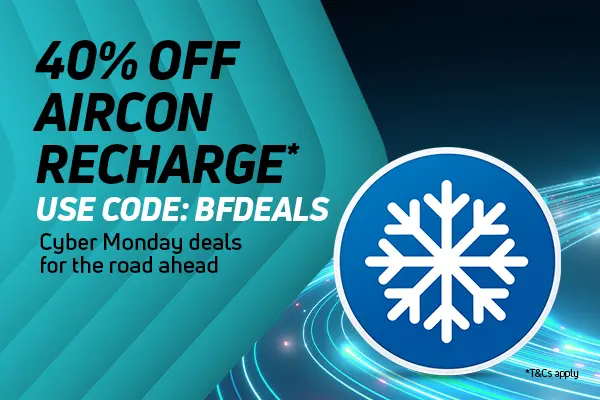 40% OFF
AIRCON
RECHARGE*
USE CODE: BFDEALS
Cyber Monday deals
for the road ahead
*T&Cs apply